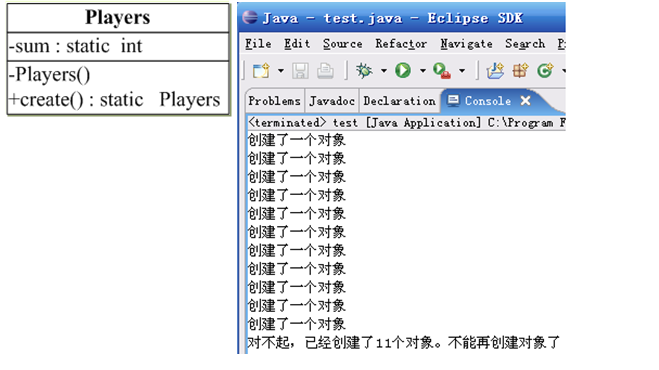 Players
-sum : static int
-Players()
+create() : static Players
Java - test.java - Eclipse SDK
File Edit Source Refactor Navigate Search
Problems Javadoc Declaration Console
<terminated> test [Java Application] C:\Program F
创建了一个对象
创建了一个对象
创建了一个对象
创建了一个对象
创建了一个对象
创建了一个对象
创建了一个对象
创建了一个对象
创建了一个对象
创建了一个对象
创建了一个对象
对不起，已经创建了11个对象。不能再创建对象了